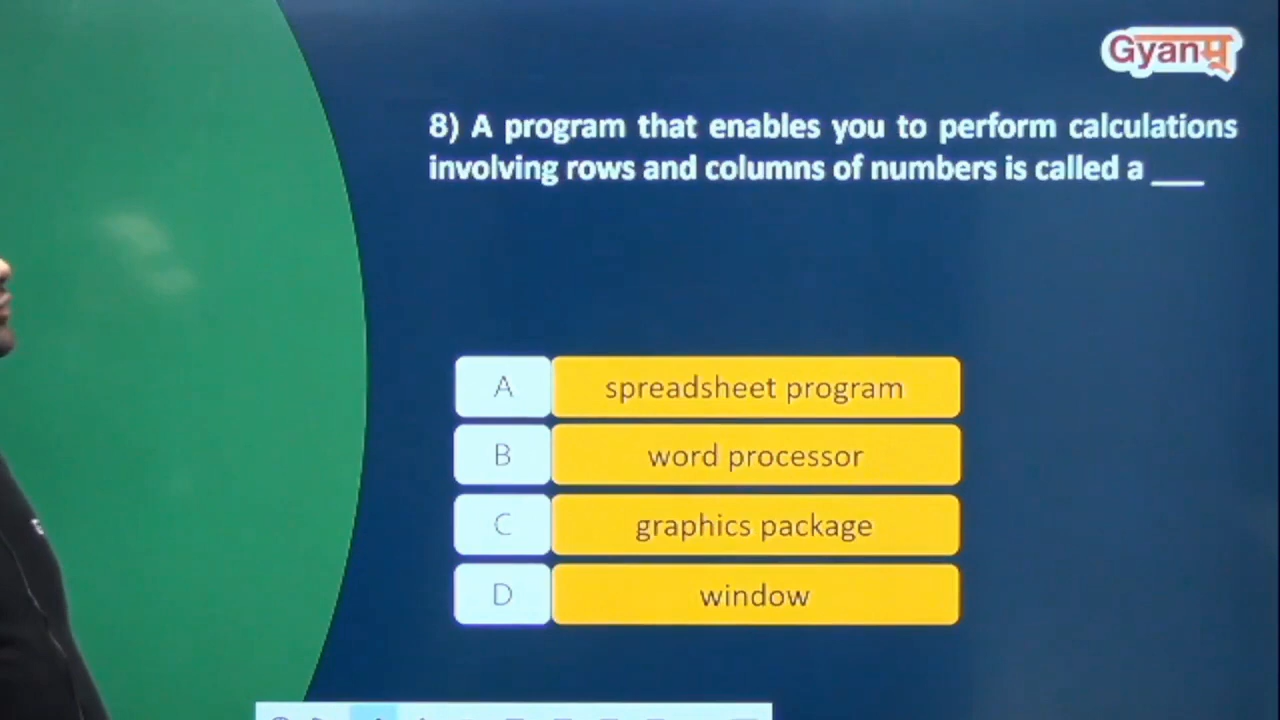 Gyanभू
8) A program that enables you to perform calculations
involving rows and columns of numbers is called a ___
A spreadsheet program
B word processor
C graphics package
D window